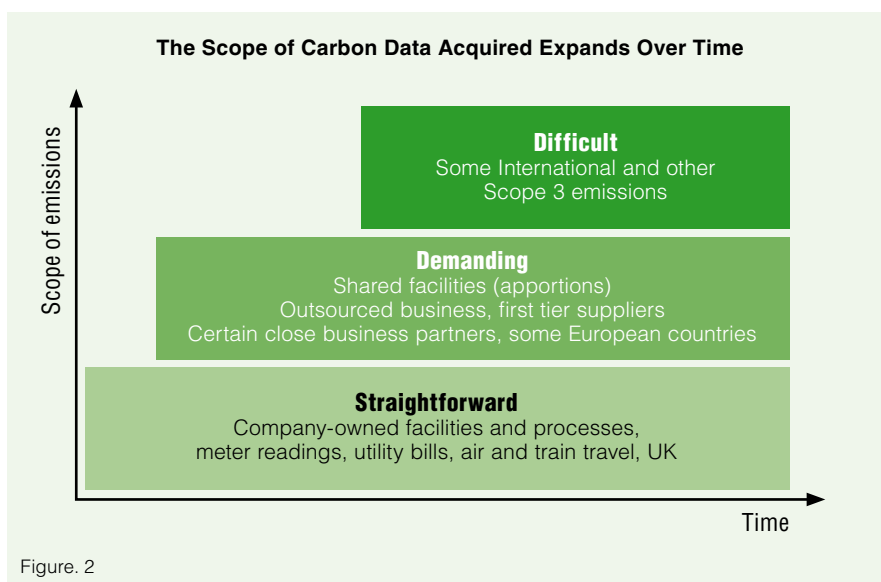 The Scope of Carbon Data Acquired Expands Over Time
Scope of emissions
Difficult
Some International and other
Scope 3 emissions
Demanding
Shared facilities (apportions)
Outsourced business, first tier suppliers
Certain close business partners, some European countries
Straightforward
Company-owned facilities and processes,
meter readings, utility bills, air and train travel, UK
Time
Figure. 2